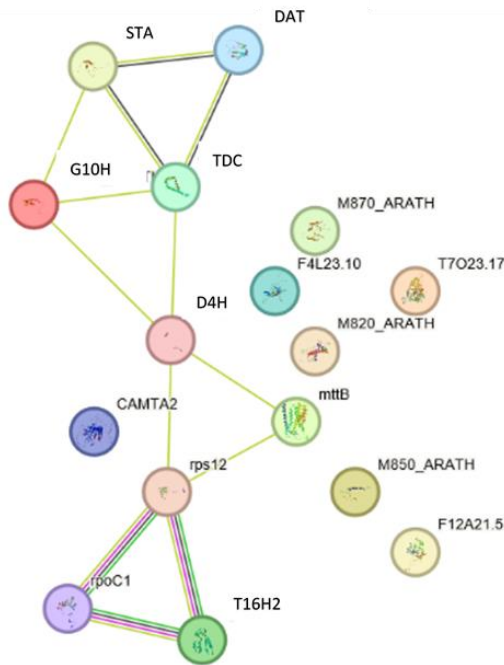 DAT
STA
TDC
G10H
M870_ARATH
F4L23.10
T7O23.17
D4H
M820_ARATH
mttB
CAMTA2
rps12
M850_ARATH
F12A21.5
rpoC1
T16H2